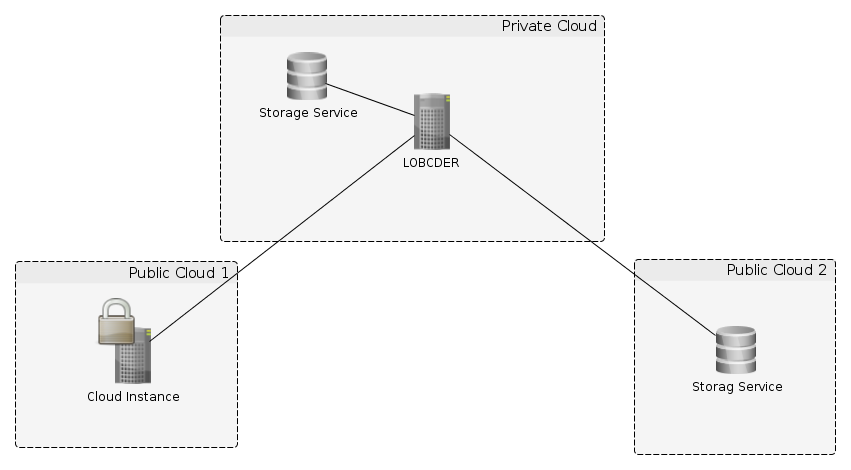 Private Cloud
Storage Service
LOBCDER
Public Cloud 1
Cloud Instance
Public Cloud 2
Storag Service